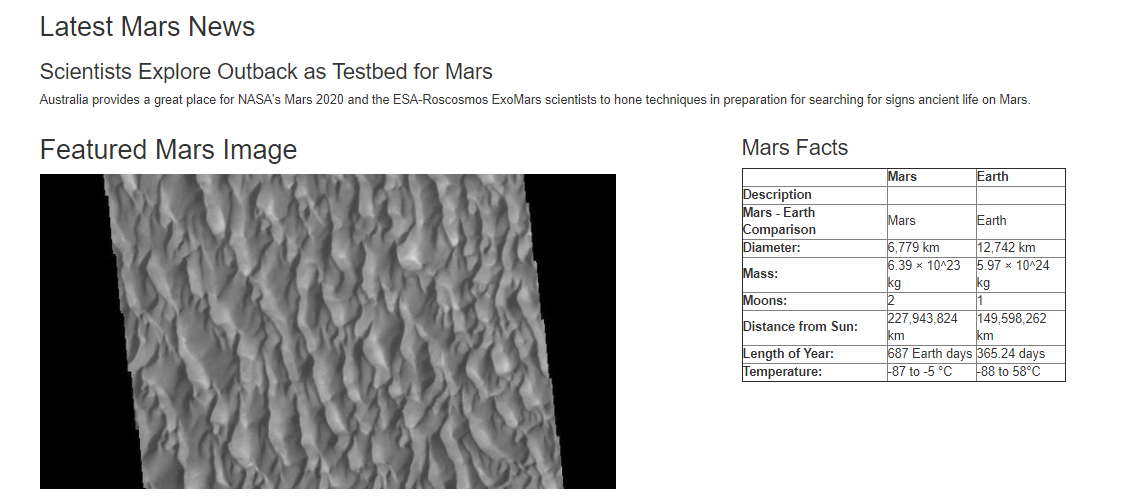 Latest Mars News
Scientists Explore Outback as Testbed for Mars
Australia provides a great place for NASA's Mars 2020 and the ESA-Roscosmos ExoMars scientists to hone techniques in preparation for searching for signs ancient life on Mars.
Featured Mars Image
Mars Facts
Mars Earth
Description
Mars - Earth
Comparison Mars Earth
Diameter: 6,779 km 12,742 km
Mass: 6.39 × 10^23 kg 5.97 × 10^24 kg
Moons: 2 1
Distance from Sun: 227,943,824 km 149,598,262 km
Length of Year: 687 Earth days 365.24 days
Temperature: -87 to -5 °C -88 to 58°C